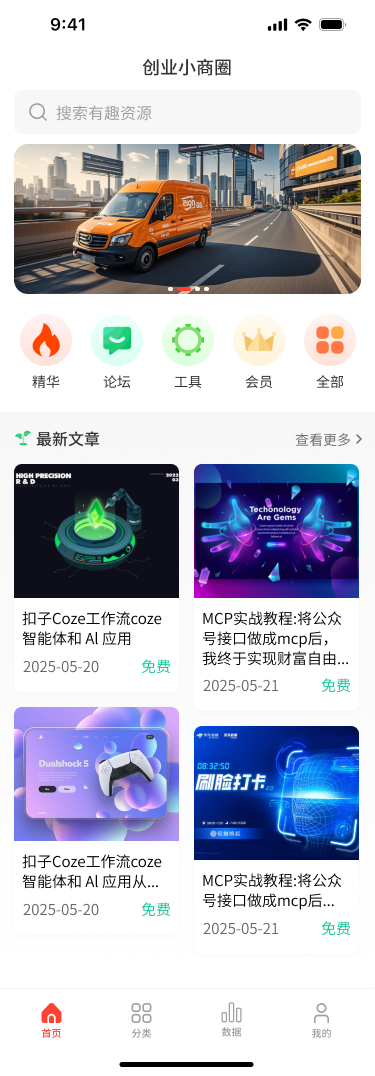 9:41
创业小商圈
搜索有趣资源
精华
论坛
工具
会员
全部
最新文章
查看更多
HIGH PRECISION
R & D
2022
03
扣子Coze工作流coze
智能体和 Al 应用
2025-05-20
免费
Techonology
Are Gems
MCP实战教程:将公众
号接口做成mcp后，
我终于实现财富自由...
2025-05-21
免费
Dualshock 5
扣子Coze工作流coze
智能体和 Al 应用从...
2025-05-20
免费
08:32:50
刷脸打卡
MCP实战教程:将公众
号接口做成mcp后...
2025-05-21
免费
首页
分类
数据
我的